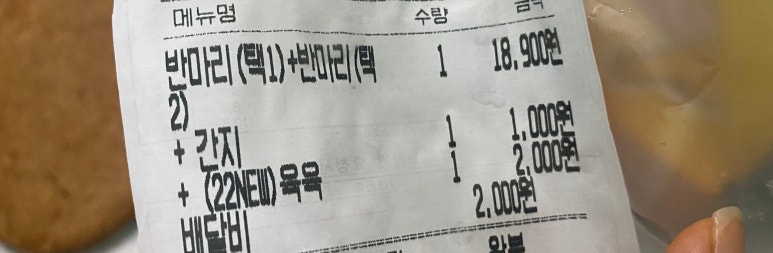 메뉴명 수량 금액
반마리(택1)+반마리(택 1 18,900원
2)
+ 간지 1 1,000원
+ (22NEW)육육 1 2,000원
배달비 2,000원